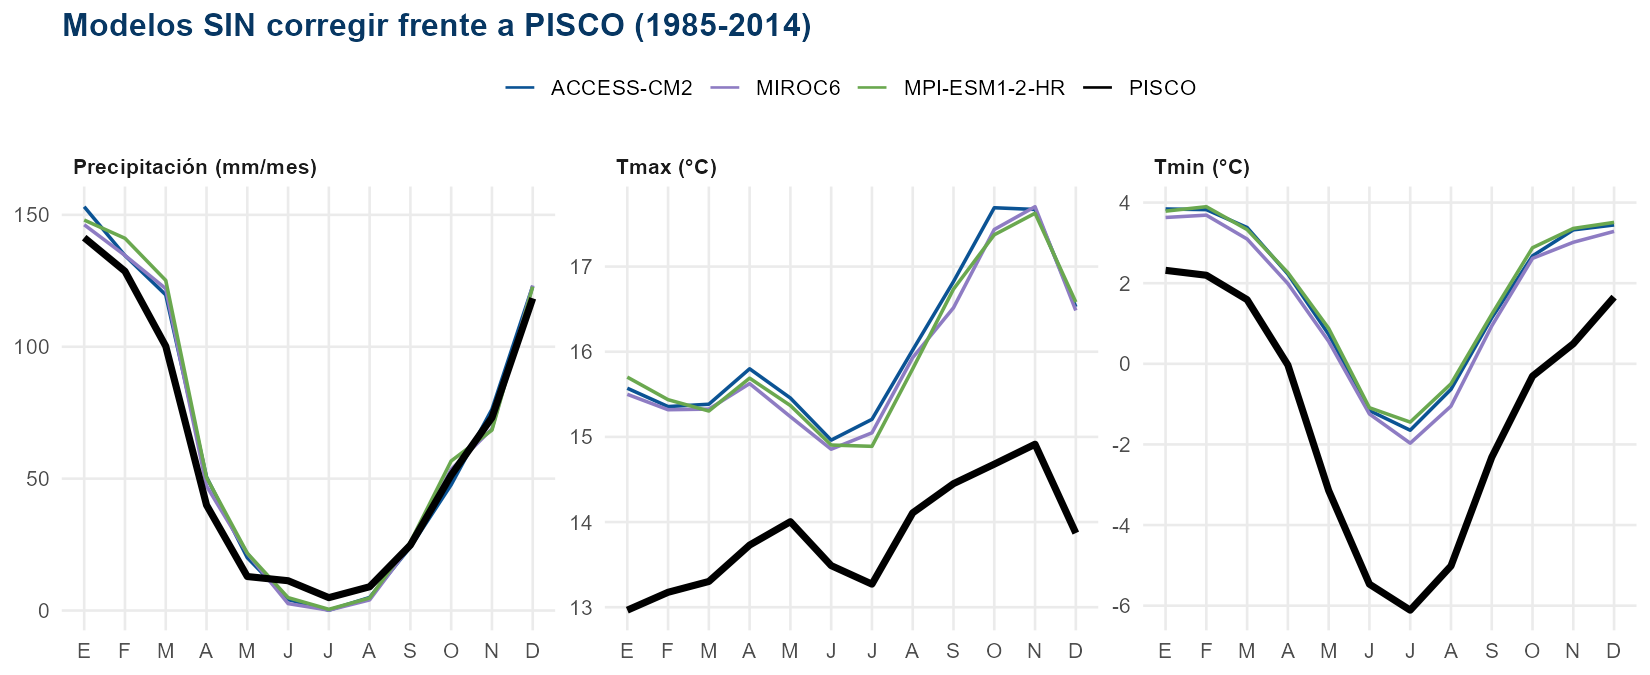 Modelos SIN corregir frente a PISCO (1985-2014)
ACCESS-CM2 MIROC6 MPI-ESM1-2-HR PISCO
Precipitación (mm/mes)
150
100
50
0
E F M A M J J A S O N D
Tmax (°C)
17
16
15
14
13
E F M A M J J A S O N D
Tmin (°C)
4
2
0
-2
-4
-6
E F M A M J J A S O N D